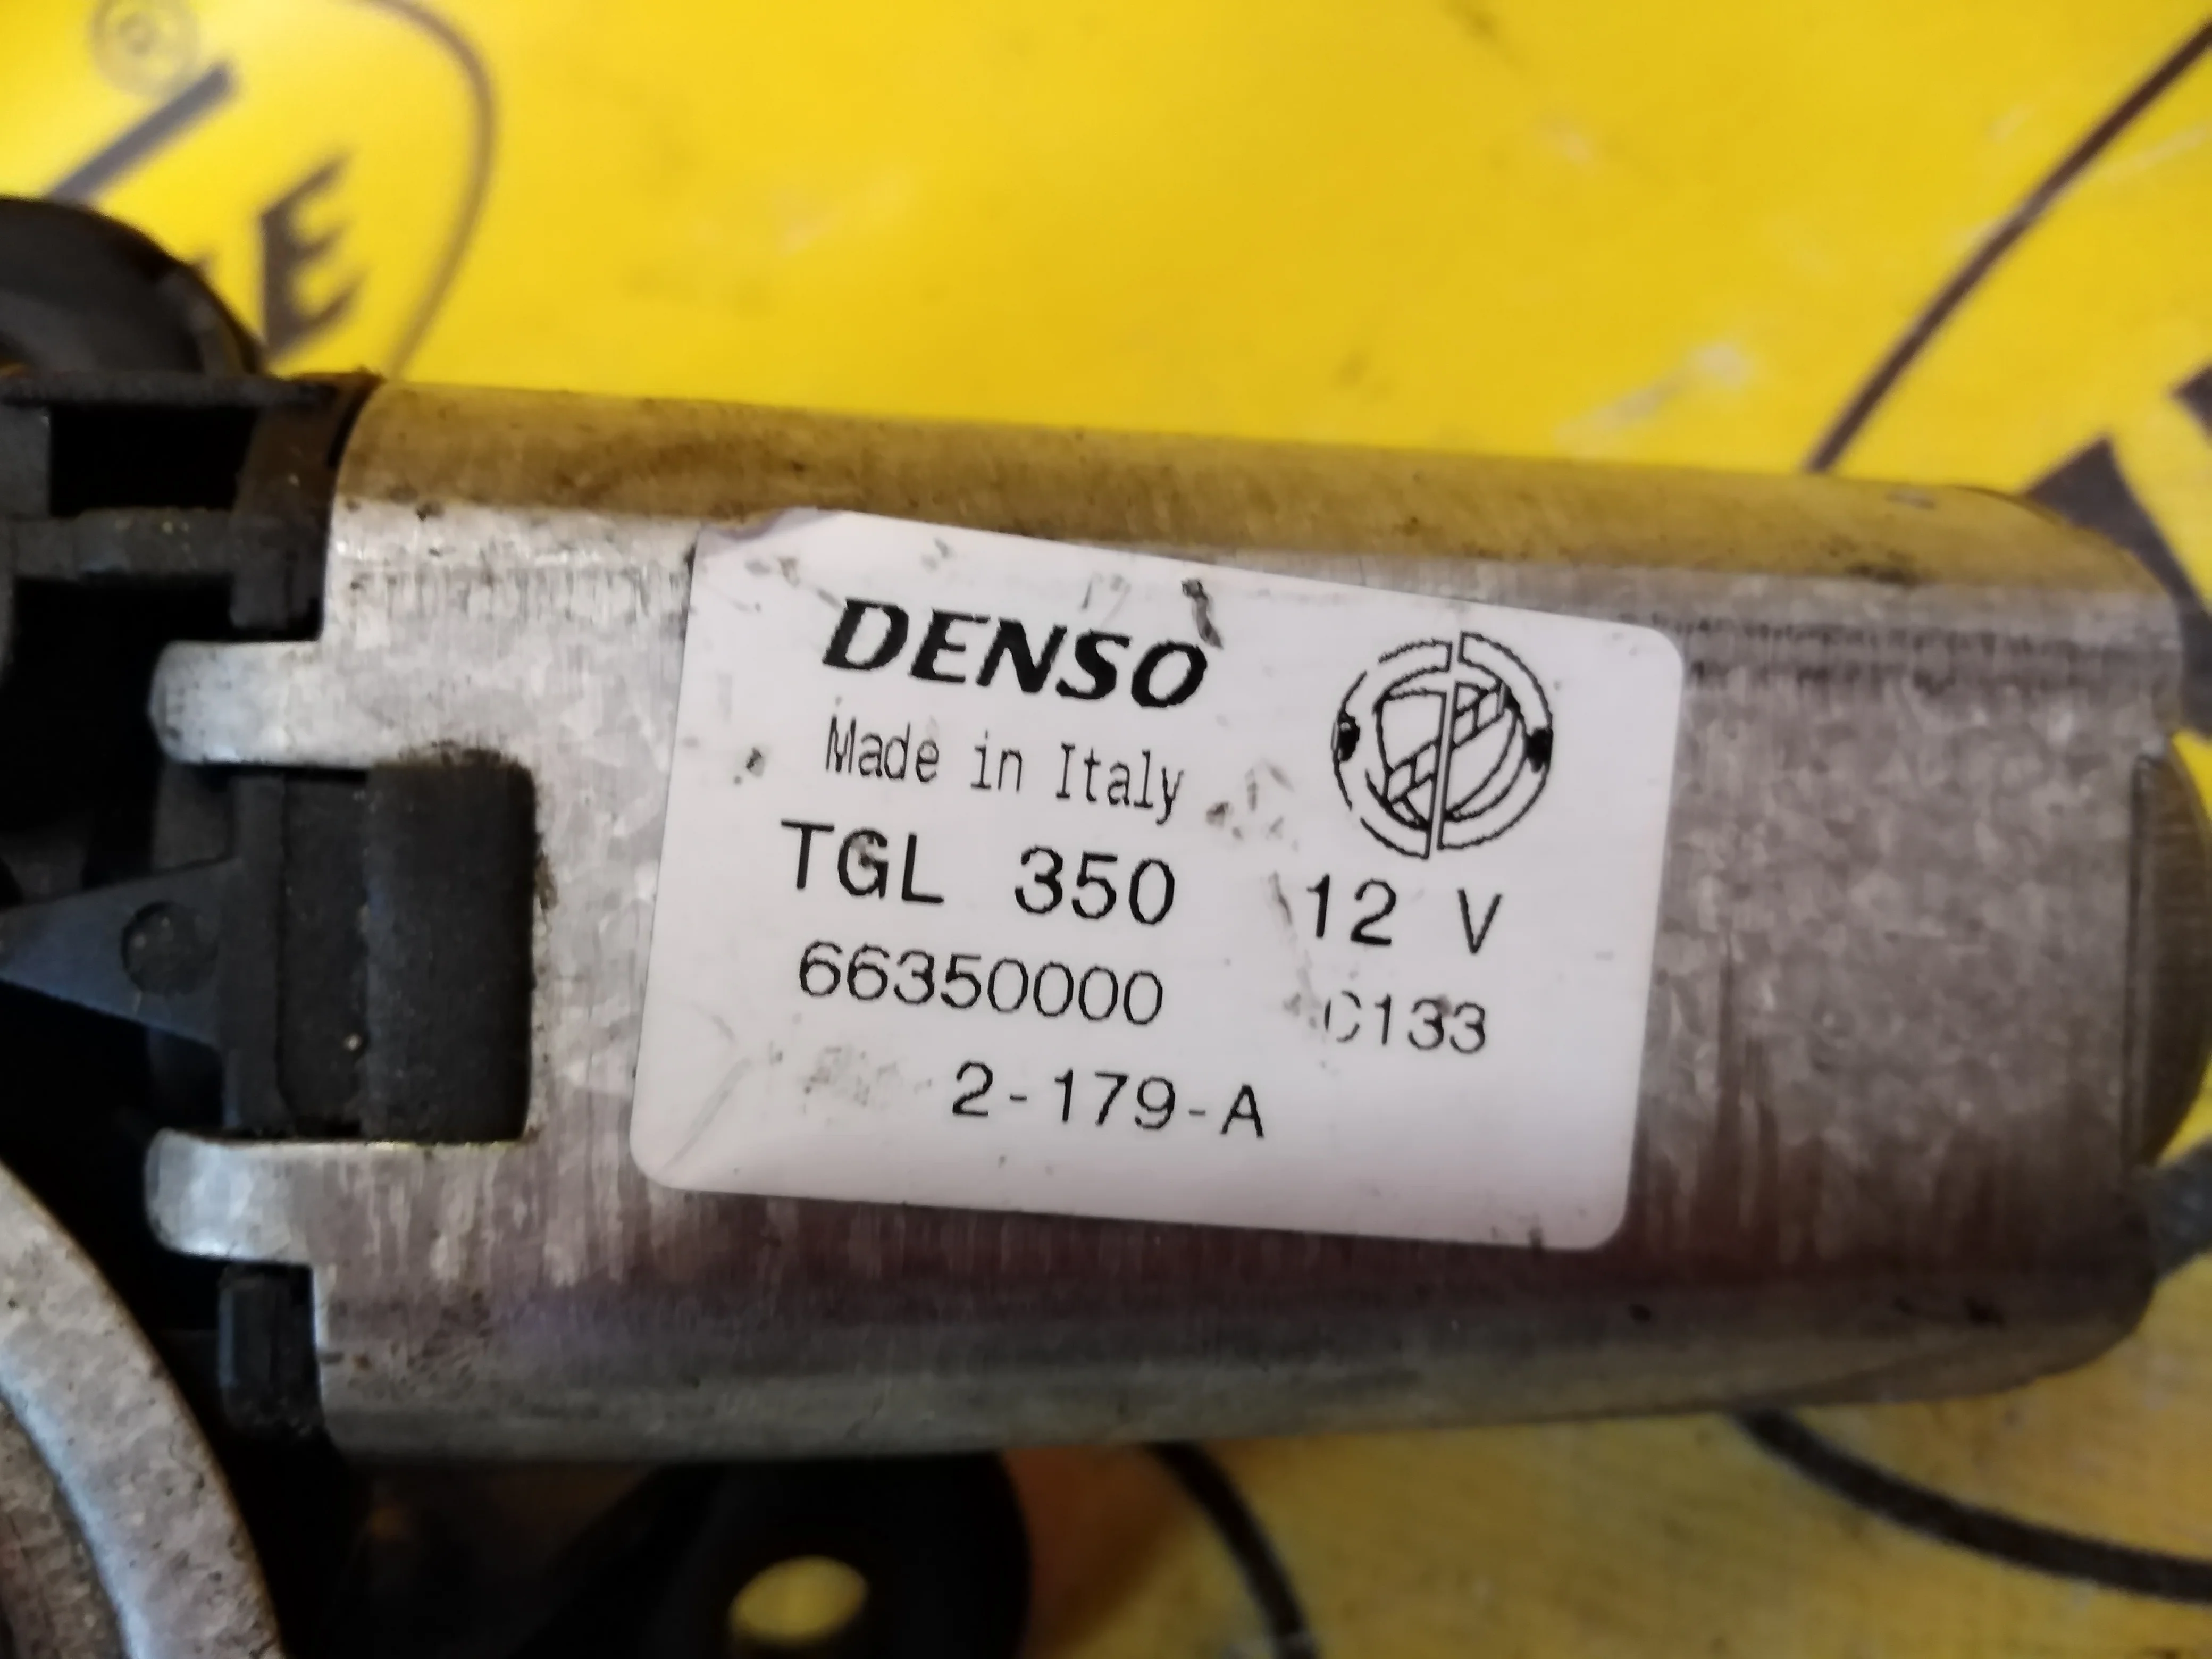 DENSO
Made in Italy
TGL 350 12 V
66350000 C133
2-179-A